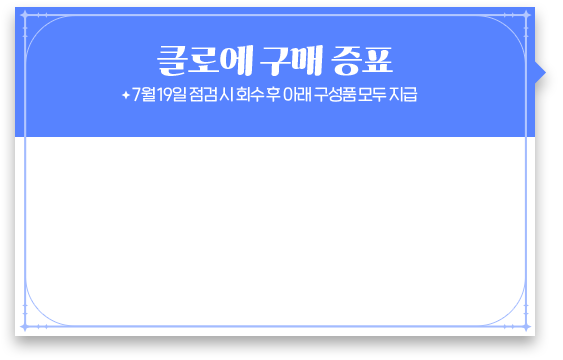 클로에 구매 증표
✦7월 19일 점검 시 회수 후 아래 구성품 모두 지급